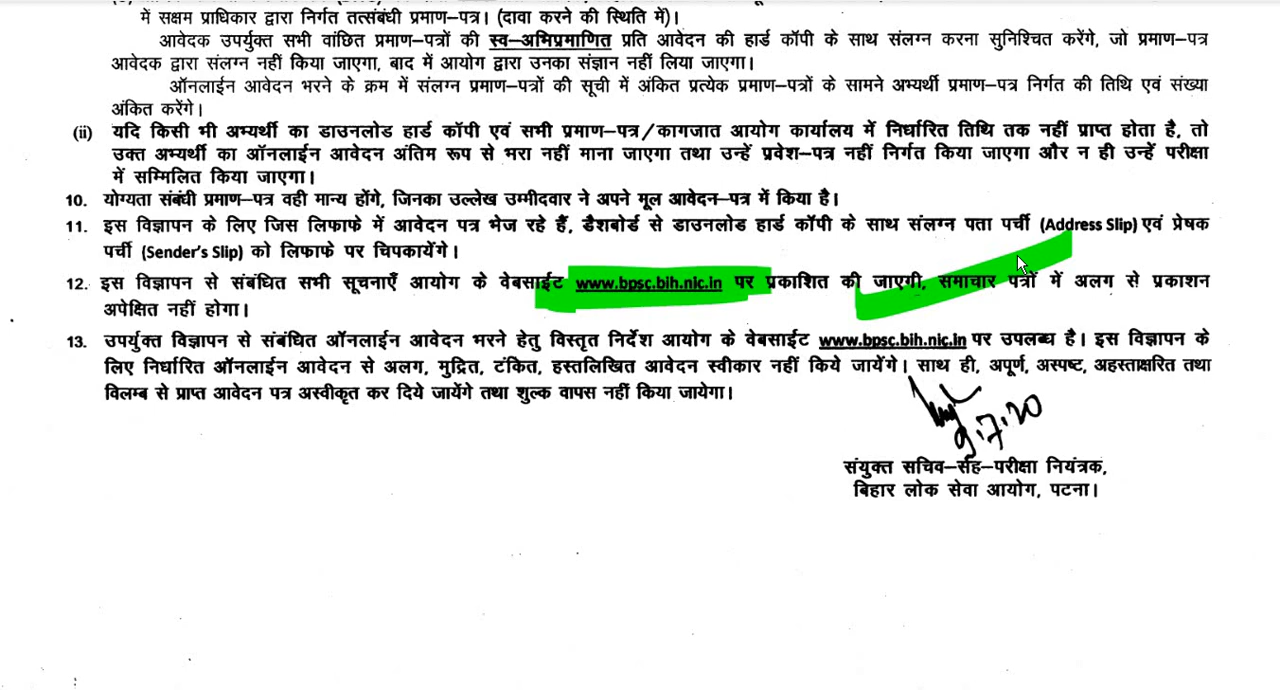 में सक्षम प्राधिकार द्वारा निर्गत तत्संबंधी प्रमाण–पत्र। (दावा करने की स्थिति में)।
आवेदक उपर्युक्त सभी वांछित प्रमाण–पत्रों की स्व–अभिप्रमाणित प्रति आवेदन की हार्ड कॉपी के साथ संलग्न करना सुनिश्चित करेंगे, जो प्रमाण–पत्र
आवेदक द्वारा संलग्न नहीं किया जाएगा, बाद में आयोग द्वारा उनका संज्ञान नहीं लिया जाएगा।
ऑनलाईन आवेदन भरने के क्रम में संलग्न प्रमाण–पत्रों की सूची में अंकित प्रत्येक प्रमाण–पत्रों के सामने अभ्यर्थी प्रमाण–पत्र निर्गत की तिथि एवं संख्या
अंकित करेंगे।
(ii) यदि किसी भी अभ्यर्थी का डाउनलोड हार्ड कॉपी एवं सभी प्रमाण–पत्र/कागजात आयोग कार्यालय में निर्धारित तिथि तक नहीं प्राप्त होता है, तो
उक्त अभ्यर्थी का ऑनलाईन आवेदन अंतिम रूप से भरा नहीं माना जाएगा तथा उन्हें प्रवेश–पत्र नहीं निर्गत किया जाएगा और न ही उन्हें परीक्षा
में सम्मिलित किया जाएगा।
10. योग्यता संबंधी प्रमाण–पत्र वही मान्य होंगे, जिनका उल्लेख उम्मीदवार ने अपने मूल आवेदन–पत्र में किया है।
11. इस विज्ञापन के लिए जिस लिफाफे में आवेदन पत्र भेज रहे हैं, डैशबोर्ड से डाउनलोड हार्ड कॉपी के साथ संलग्न पता पर्ची (Address Slip) एवं प्रेषक
पर्ची (Sender's Slip) को लिफाफे पर चिपकायेंगे।
12. इस विज्ञापन से संबंधित सभी सूचनाएँ आयोग के वेबसाईट www.bpsc.bih.nic.in पर प्रकाशित की जाएगी, समाचार पत्रों में अलग से प्रकाशन
अपेक्षित नहीं होगा।
13. उपर्युक्त विज्ञापन से संबंधित ऑनलाईन आवेदन भरने हेतु विस्तृत निर्देश आयोग के वेबसाईट www.bpsc.bih.nic.in पर उपलब्ध है। इस विज्ञापन के
लिए निर्धारित ऑनलाईन आवेदन से अलग, मुद्रित, टंकित, हस्तलिखित आवेदन स्वीकार नहीं किये जायेंगे। साथ ही, अपूर्ण, अस्पष्ट, अहस्ताक्षरित तथा
विलम्ब से प्राप्त आवेदन पत्र अस्वीकृत कर दिये जायेंगे तथा शुल्क वापस नहीं किया जायेगा।
9.7.20
संयुक्त सचिव–सह–परीक्षा नियंत्रक,
बिहार लोक सेवा आयोग, पटना।